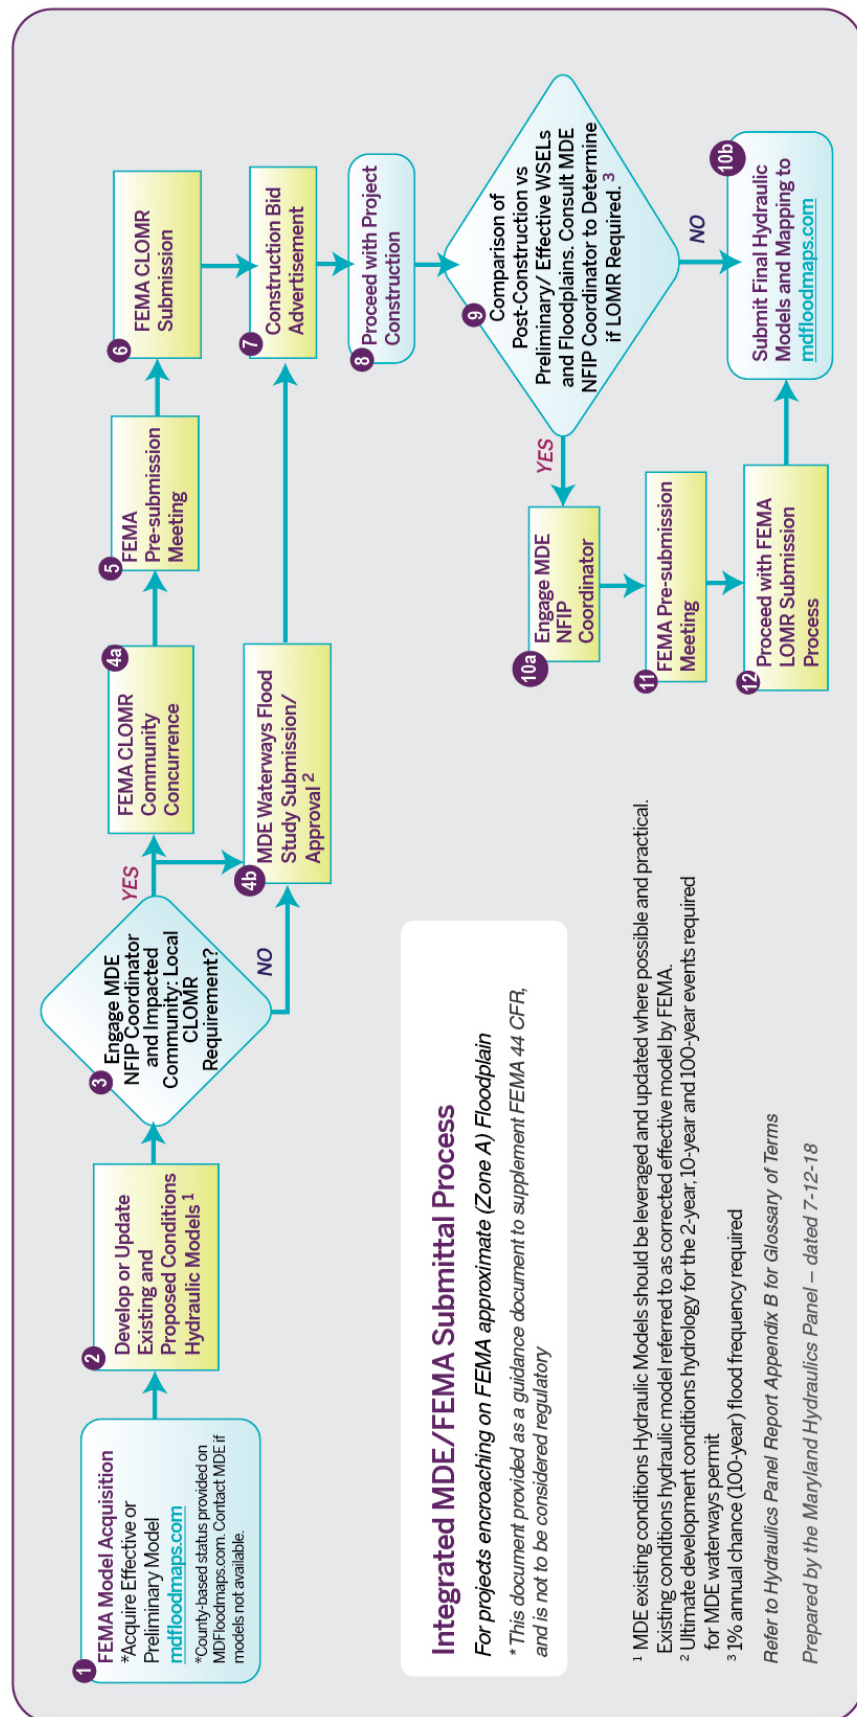 1
FEMA Model Acquisition
*Acquire Effective or
Preliminary Model
mdfloodmaps.com
*County-based status provided on
MDFloodmaps.com. Contact MDE if
models not available.
2
Develop or Update
Existing and
Proposed Conditions
Hydraulic Models 1
3
Engage MDE
NFIP Coordinator
and Impacted
Community: Local
CLOMR
Requirement?
YES
NO
4a
FEMA CLOMR
Community
Concurrence
4b
MDE Waterways Flood
Study Submission/
Approval 2
5
FEMA
Pre-submission
Meeting
6
FEMA CLOMR
Submission
7
Construction Bid
Advertisement
8
Proceed with Project
Construction
9
Comparison of
Post-Construction vs
Preliminary/ Effective WSELs
and Floodplains. Consult MDE
NFIP Coordinator to Determine
if LOMR Required. 3
YES
NO
10a
Engage MDE
NFIP
Coordinator
11
FEMA Pre-submission
Meeting
12
Proceed with FEMA
LOMR Submission
Process
10b
Submit Final Hydraulic
Models and Mapping to
mdfloodmaps.com
Integrated MDE/FEMA Submittal Process
For projects encroaching on FEMA approximate (Zone A) Floodplain
* This document provided as a guidance document to supplement FEMA 44 CFR,
and is not to be considered regulatory
1 MDE existing conditions Hydraulic Models should be leveraged and updated where possible and practical.
Existing conditions hydraulic model referred to as corrected effective model by FEMA.
2 Ultimate development conditions hydrology for the 2-year, 10-year and 100-year events required
for MDE waterways permit
3 1% annual chance (100-year) flood frequency required
Refer to Hydraulics Panel Report Appendix B for Glossary of Terms
Prepared by the Maryland Hydraulics Panel – dated 7-12-18